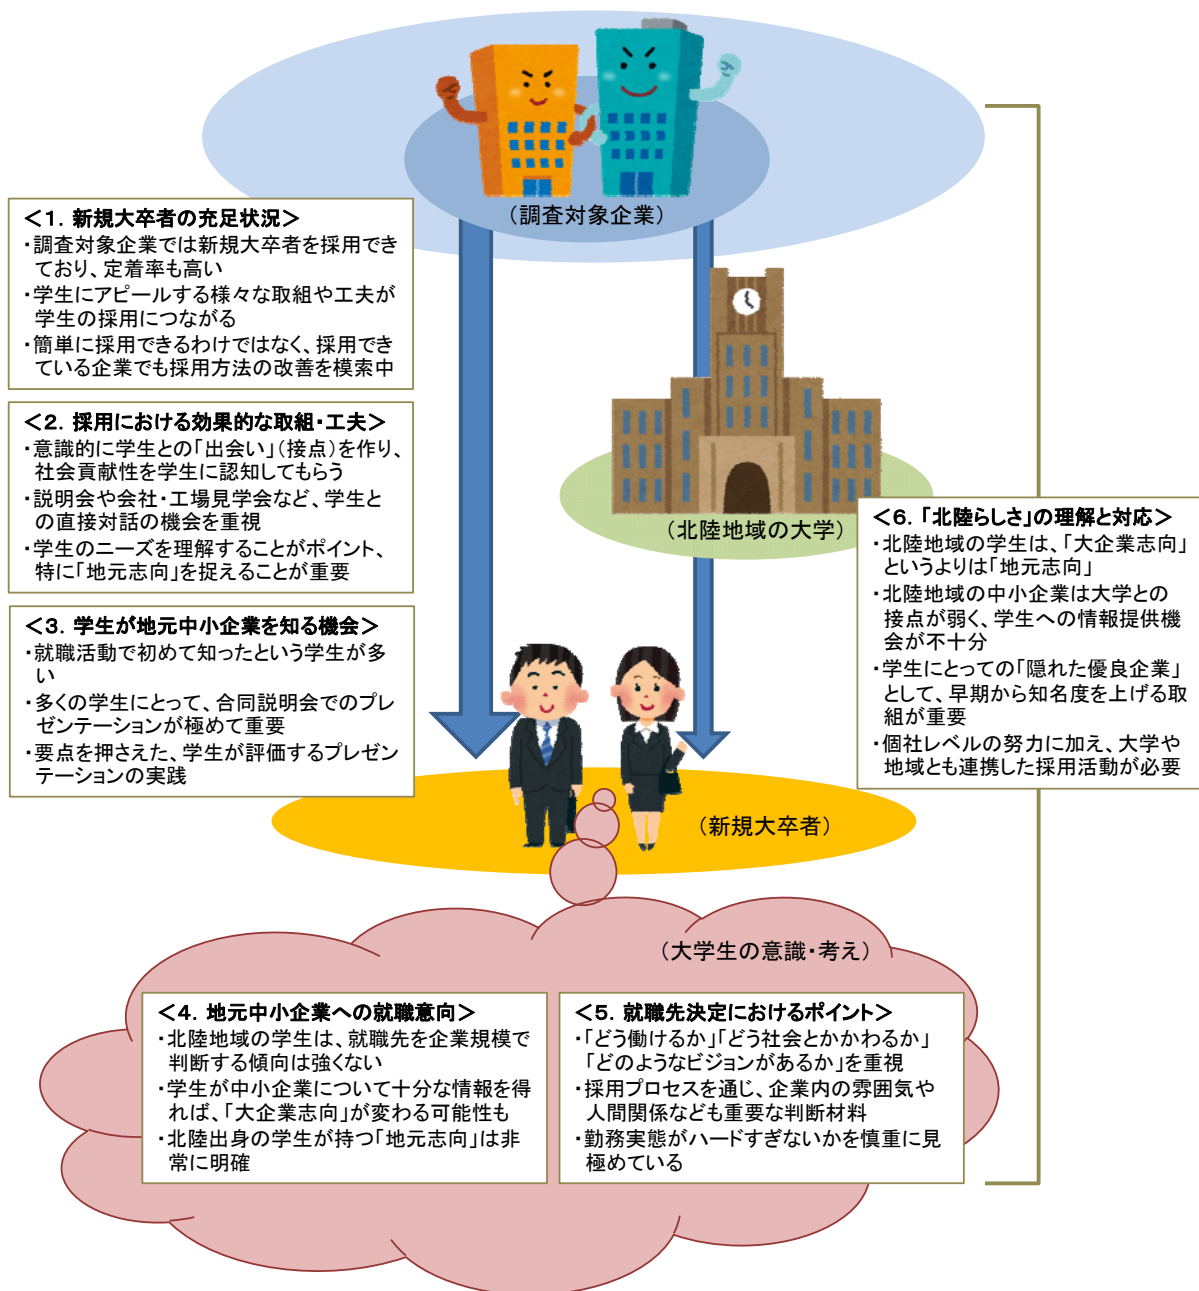 （調査対象企業）
＜１．新規大卒者の充足状況＞
・調査対象企業では新規大卒者を採用でき
ており、定着率も高い
・学生にアピールする様々な取組や工夫が
学生の採用につながる
・簡単に採用できるわけではなく、採用でき
ている企業でも採用方法の改善を模索中
＜２．採用における効果的な取組・工夫＞
・意識的に学生との「出会い」（接点）を作り、
社会貢献性を学生に認知してもらう
・説明会や会社・工場見学会など、学生と
の直接対話の機会を重視
・学生のニーズを理解することがポイント、
特に「地元志向」を捉えることが重要
＜３．学生が地元中小企業を知る機会＞
・就職活動で初めて知ったという学生が多
い
・多くの学生にとって、合同説明会でのプレ
ゼンテーションが極めて重要
・要点を押さえた、学生が評価するプレゼン
テーションの実践
（北陸地域の大学）
＜６．「北陸らしさ」の理解と対応＞
・北陸地域の学生は、「大企業志向」
というよりは「地元志向」
・北陸地域の中小企業は大学との
接点が弱く、学生への情報提供機
会が不十分
・学生にとっての「隠れた優良企業」
として、早期から知名度を上げる取
組が重要
・個社レベルの努力に加え、大学や
地域とも連携した採用活動が必要
（新規大卒者）
（大学生の意識・考え）
＜４．地元中小企業への就職意向＞
・北陸地域の学生は、就職先を企業規模で
判断する傾向は強くない
・学生が中小企業について十分な情報を得
れば、「大企業志向」が変わる可能性も
・北陸出身の学生が持つ「地元志向」は非
常に明確
＜５．就職先決定におけるポイント＞
・「どう働けるか」「どう社会とかかわるか」
「どのようなビジョンがあるか」を重視
・採用プロセスを通じ、企業内の雰囲気や
人間関係なども重要な判断材料
・勤務実態がハードすぎないかを慎重に見
極めている